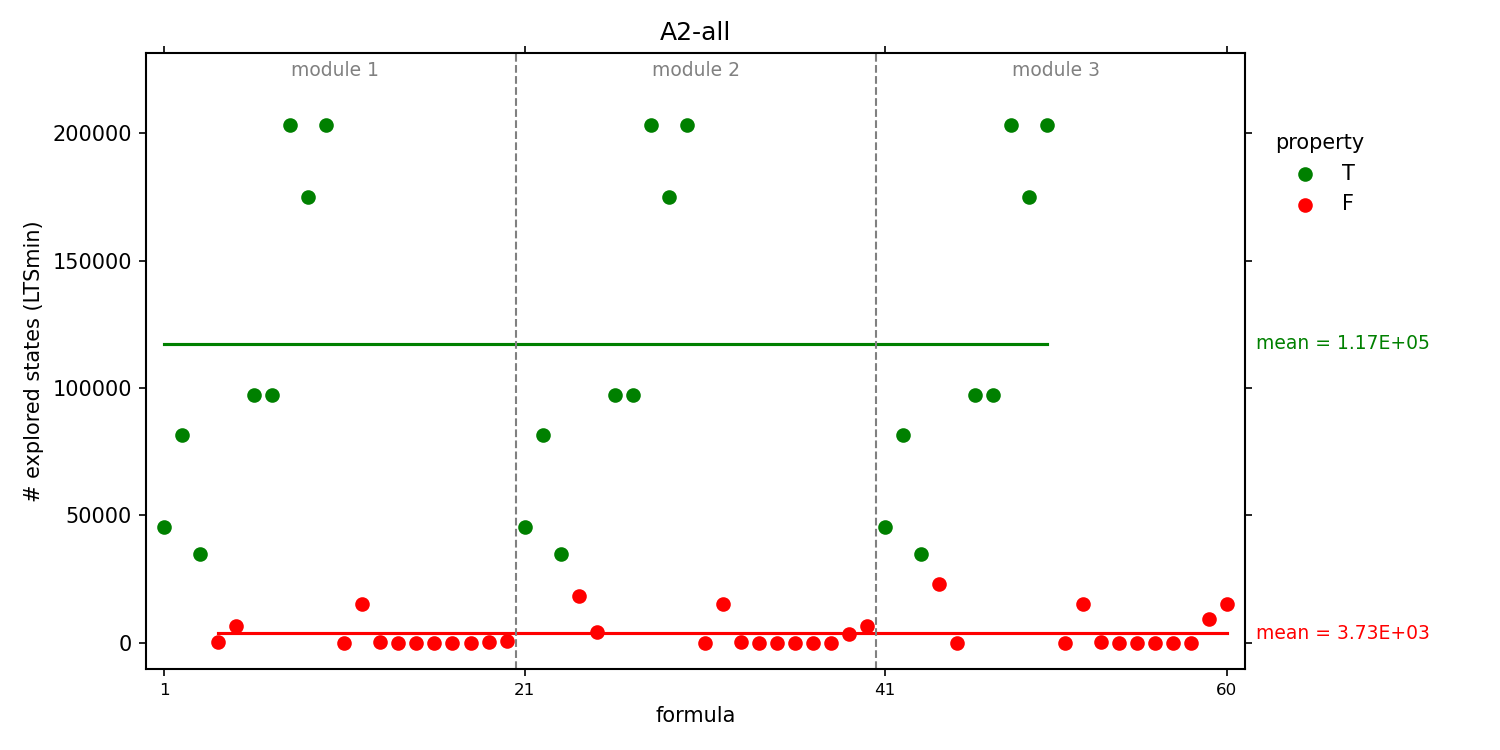 A2-all
module 1
module 2
module 3
200000
150000
100000
50000
0
# explored states (LTSmin)
1
21
41
60
formula
property
T
F
mean = 1.17E+05
mean = 3.73E+03